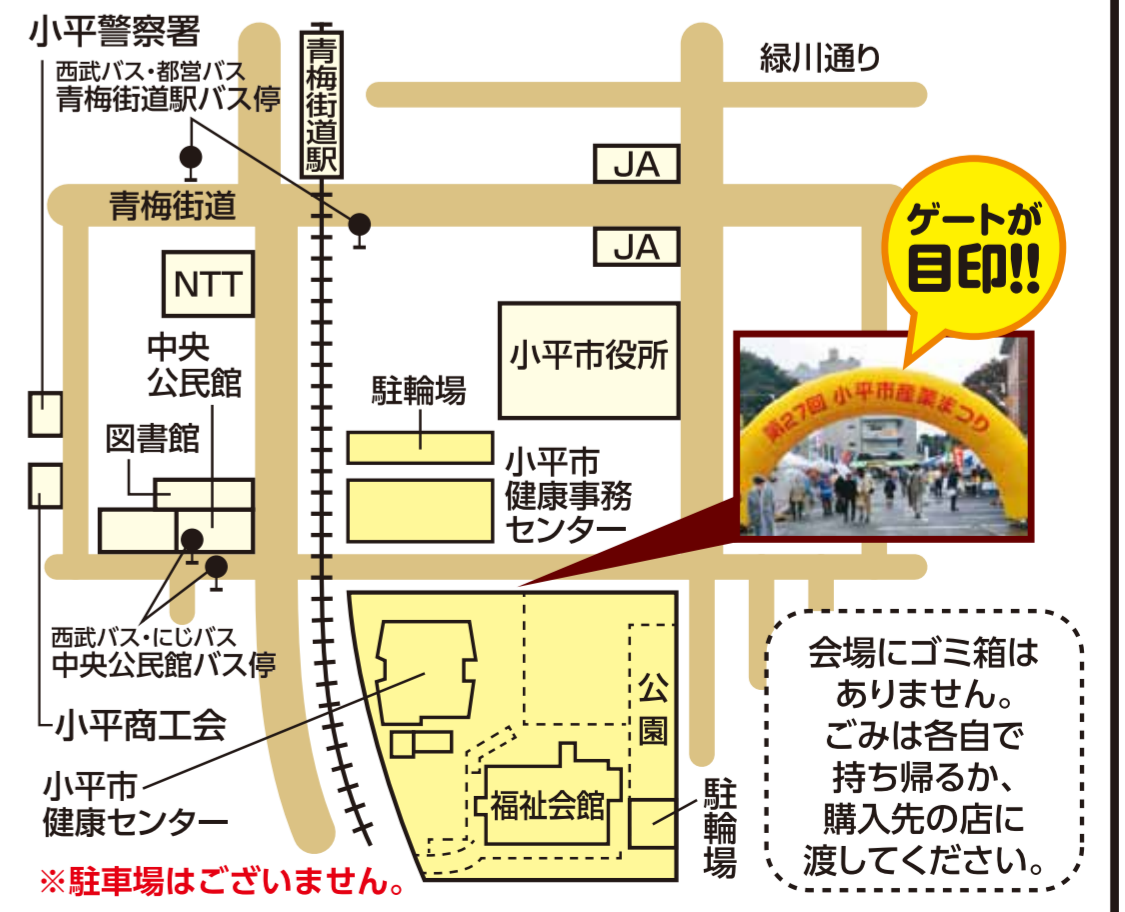 小平警察署
西武バス・都営バス
青梅街道駅バス停
青梅街道駅
緑川通り
JA
青梅街道
JA
ゲートが
目印!!
NTT
小平市役所
中央
公民館
駐輪場
図書館
小平市
健康事務
センター
第27回 小平市産業まつり
西武バス・にじバス
中央公民館バス停
小平商工会
公園
小平市
健康センター
福祉会館
駐輪場
会場にゴミ箱は
ありません。
ごみは各自で
持ち帰るか、
購入先の店に
渡してください。
※駐車場はございません。